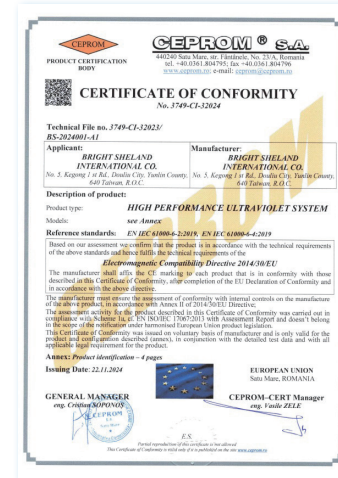 CEPROM
PRODUCT CERTIFICATION
BODY
CEPROM ® S.A.
440240 Satu Mare, str. Fântânele, No. 23/A, Romania
tel. +40.0361.804795; fax +40.0361.804796
www.ceprom.ro; e-mail: ceprom@ceprom.ro
CERTIFICATE OF CONFORMITY
No. 3749-CI-32024
Technical File no. 3749-CI-32023/
BS-2024001-A1
Applicant:
BRIGHT SHELAND
INTERNATIONAL CO.
No. 5, Kegong 1 st Rd., Douliu City, Yunlin County,
640 Taiwan, R.O.C.
Manufacturer:
BRIGHT SHELAND
INTERNATIONAL CO.
No. 5, Kegong 1 st Rd., Douliu City, Yunlin County,
640 Taiwan, R.O.C.
Description of product:
Product type: HIGH PERFORMANCE ULTRAVIOLET SYSTEM
Models: see Annex
Reference standards: EN IEC 61000-6-2:2019, EN IEC 61000-6-4:2019
Based on our assessment we confirm that the product is in accordance with the technical requirements
of the above standards and hence fulfils the technical requirements of the
Electromagnetic Compatibility Directive 2014/30/EU
The manufacturer shall affix the CE marking to each product that is in conformity with those
described in this Certificate of Conformity, after completion of the EU Declaration of Conformity and
in accordance with the above directive.
The manufacturer must ensure the assessment of conformity with internal controls on the manufacture
of the above product, in accordance with Annex II of 2014/30/EU Directive;
The assessment activity for the product described in this Certificate of Conformity was carried out in
compliance with Scheme 1a, cf. EN ISO/IEC 17067:2013 with Assessment Report and doesn't belong
in the scope of the notification under harmonised European Union product legislation.
This Certificate of Conformity was issued on voluntary basis of manufacturer and is only valid for the
product and configuration described (annex), in conjunction with the detailed test data and with all
applicable legal requirement for the product.
Annex: Product identification – 4 pages
Issuing Date: 22.11.2024
EUROPEAN UNION
Satu Mare, ROMANIA
GENERAL MANAGER
eng. Cristian SOPONOS
CEPROM-CERT Manager
eng. Vasile ZELE
CEPROM
E.S.
Partial reproduction of this certificate is not allowed
This Certificate of Conformity is valid only if it is published on the site www.ceprom.ro
CEPROM